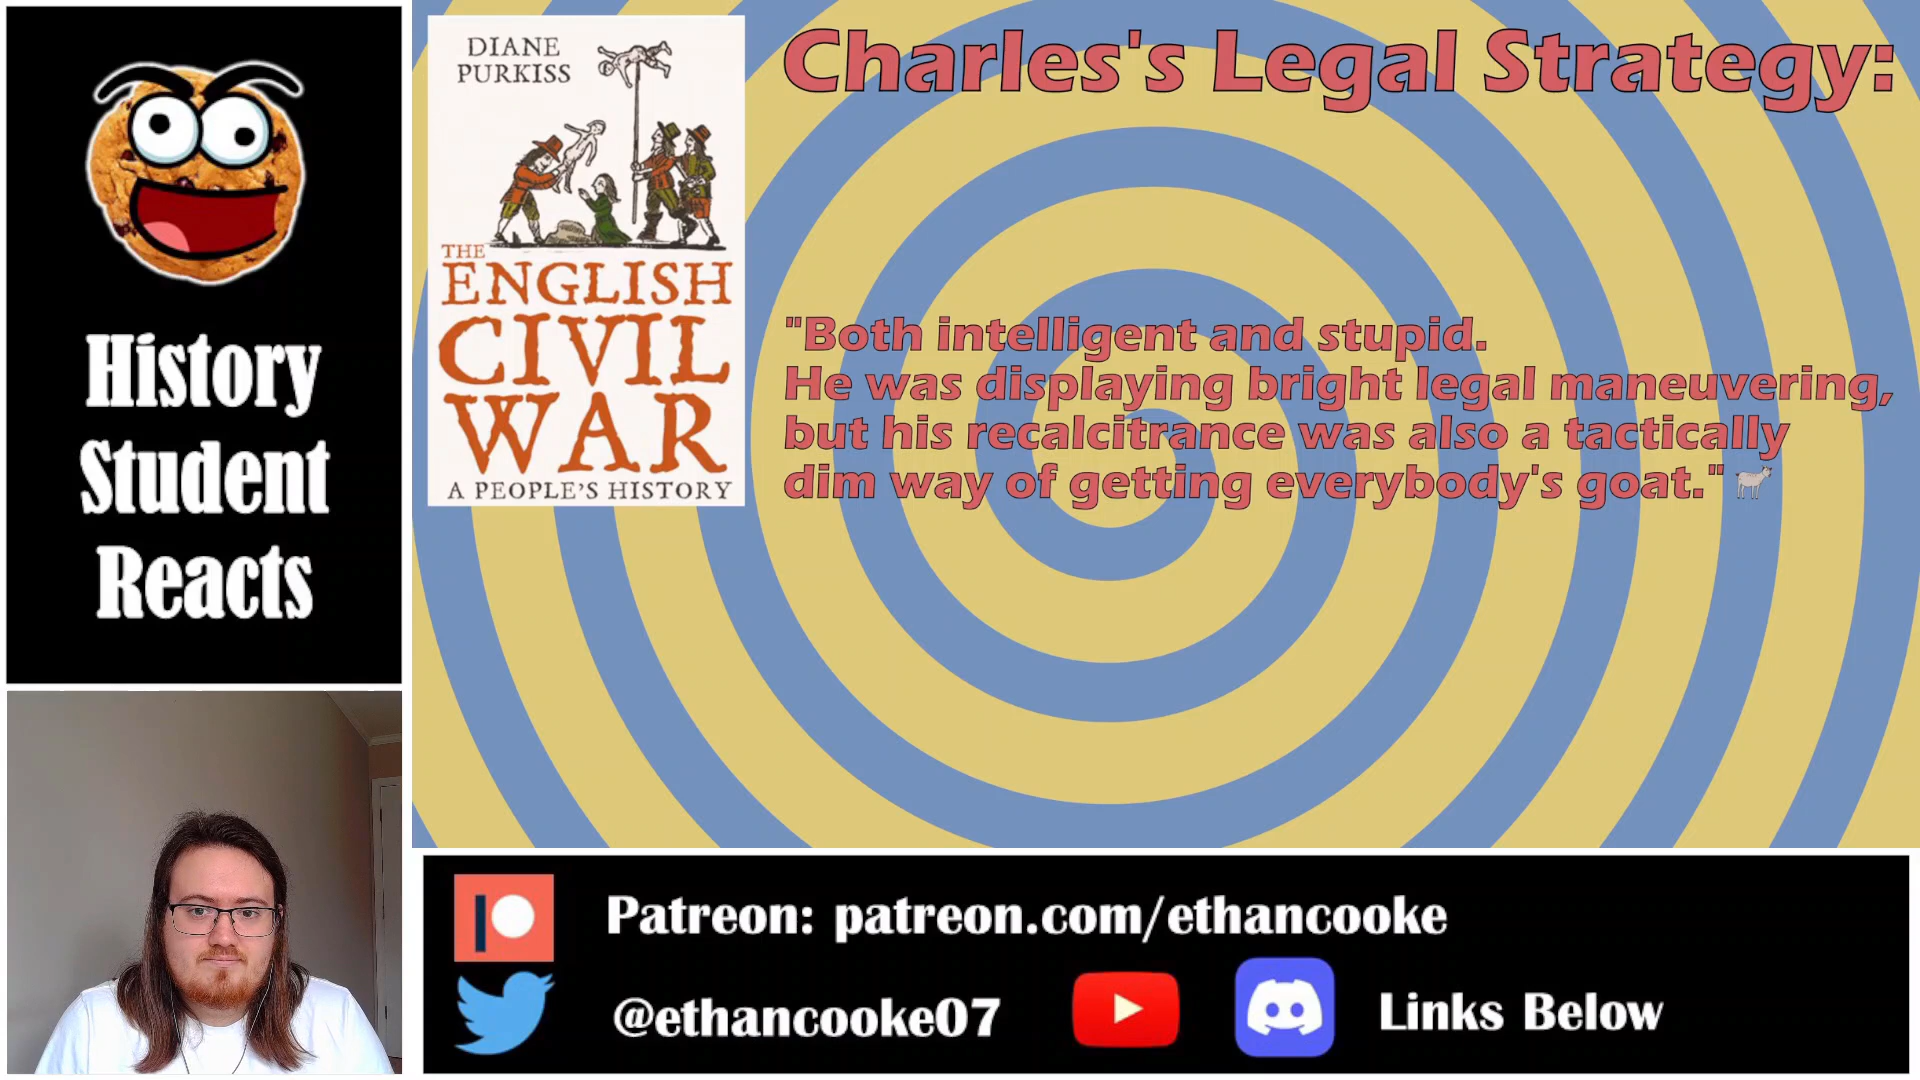 History
Student
Reacts
DIANE
PURKISS
THE
ENGLISH
CIVIL
WAR
A PEOPLE'S HISTORY
Charles's Legal Strategy:
"Both intelligent and stupid.
He was displaying bright legal maneuvering,
but his recalcitrance was also a tactically
dim way of getting everybody's goat."
Patreon: patreon.com/ethancooke
@ethancooke07
Links Below